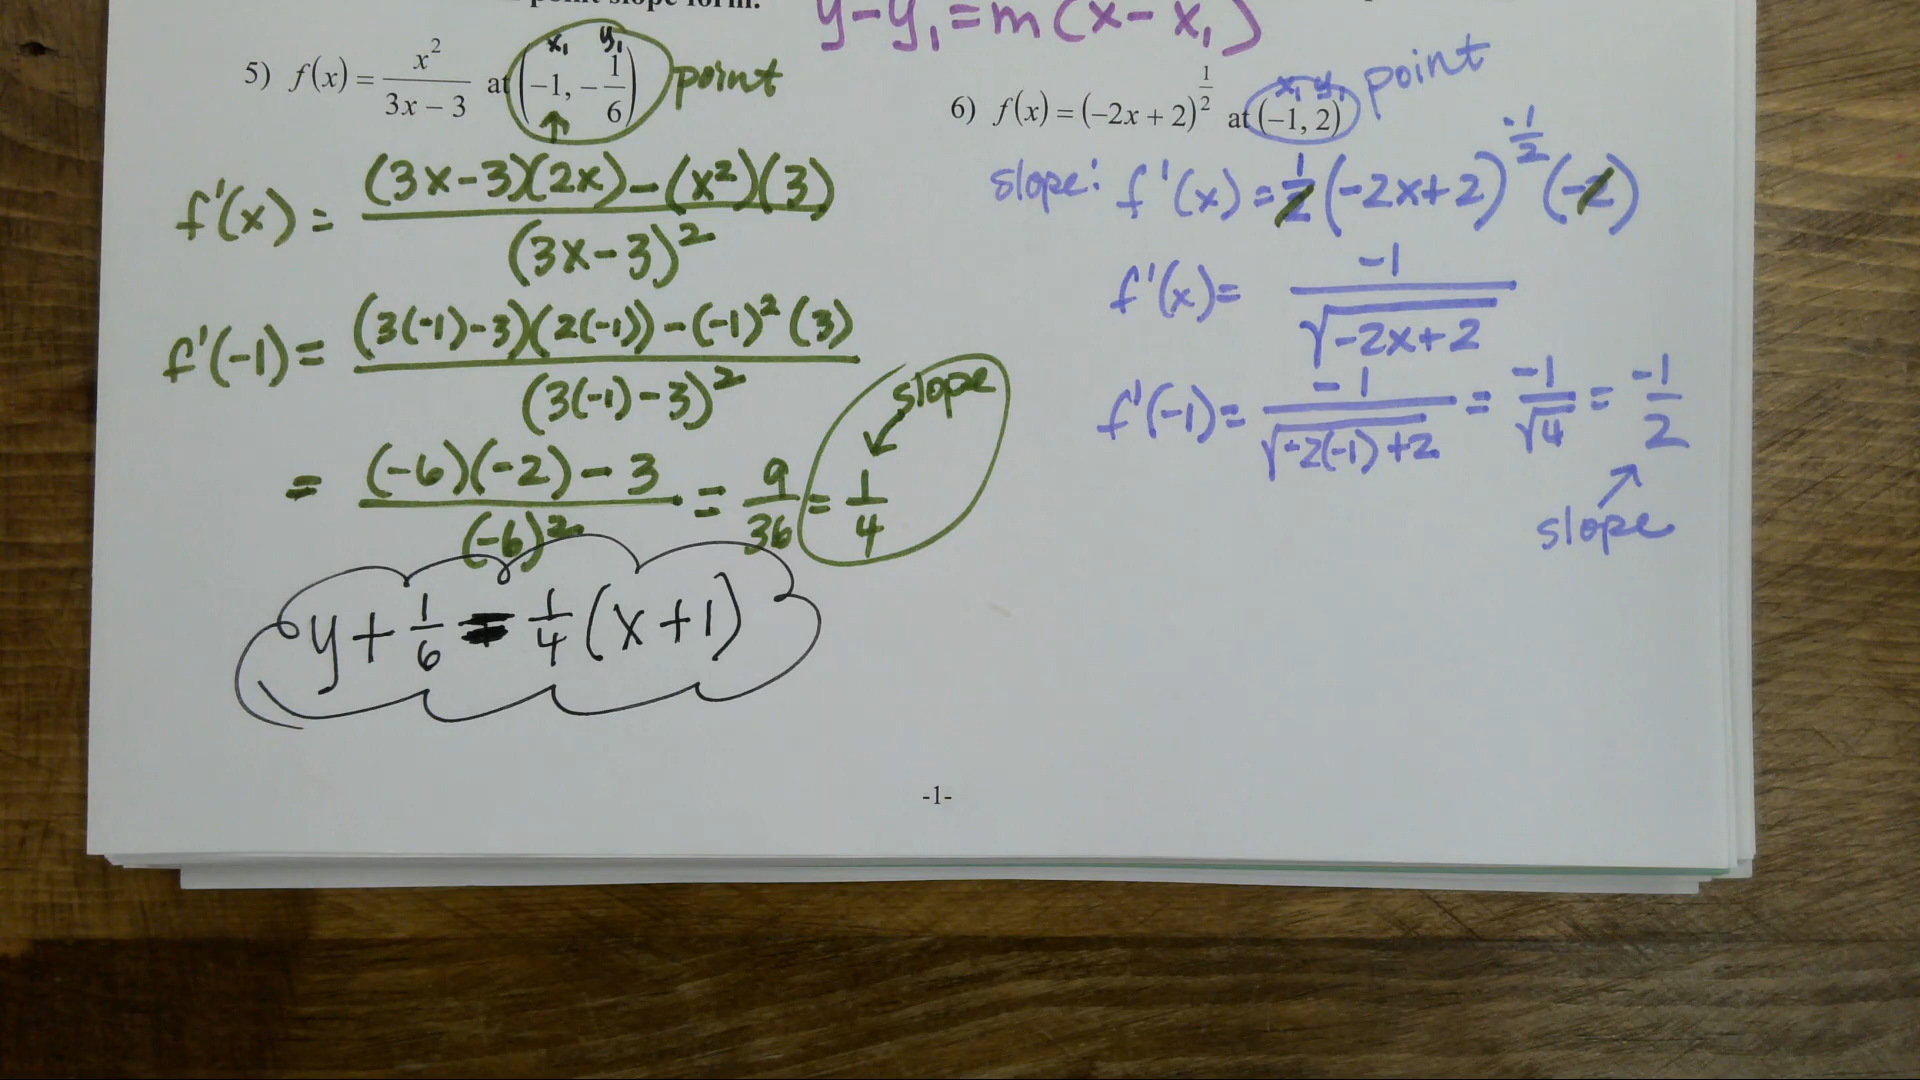 point slope form.
y-y₁=m(x-x₁)
5) f(x) = x²/(3x − 3) at (−1, −1/6) point
x₁ y₁
f'(x) = ((3x-3)(2x)-(x²)(3))/(3x-3)²
f'(-1) = ((3(-1)-3)(2(-1))-(-1)²(3))/(3(-1)-3)²
= ((-6)(-2)-3)/(-6)² = 9/36 = 1/4
slope
y+1/6=1/4(x+1)
6) f(x) = (−2x + 2)^(1/2) at (−1, 2) point
x₁ y₁
slope: f'(x)=1/2(-2x+2)^(-1/2)(-2)
f'(x)= -1/√(-2x+2)
f'(-1)= -1/√(-2(-1)+2) = -1/√4 = -1/2
slope
-1-